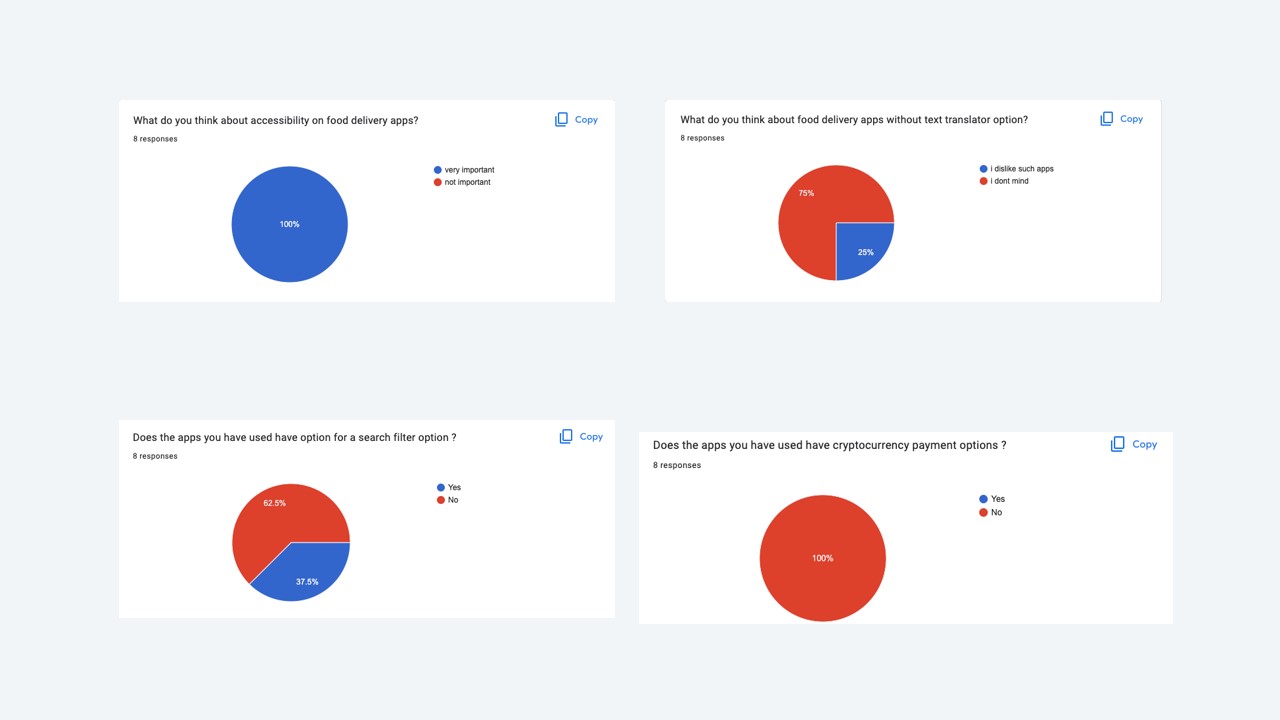 What do you think about accessibility on food delivery apps?
Copy
8 responses
very important
not important
100%
What do you think about food delivery apps without text translator option?
Copy
8 responses
i dislike such apps
i dont mind
75%
25%
Does the apps you have used have option for a search filter option ?
Copy
8 responses
Yes
No
62.5%
37.5%
Does the apps you have used have cryptocurrency payment options ?
Copy
8 responses
Yes
No
100%